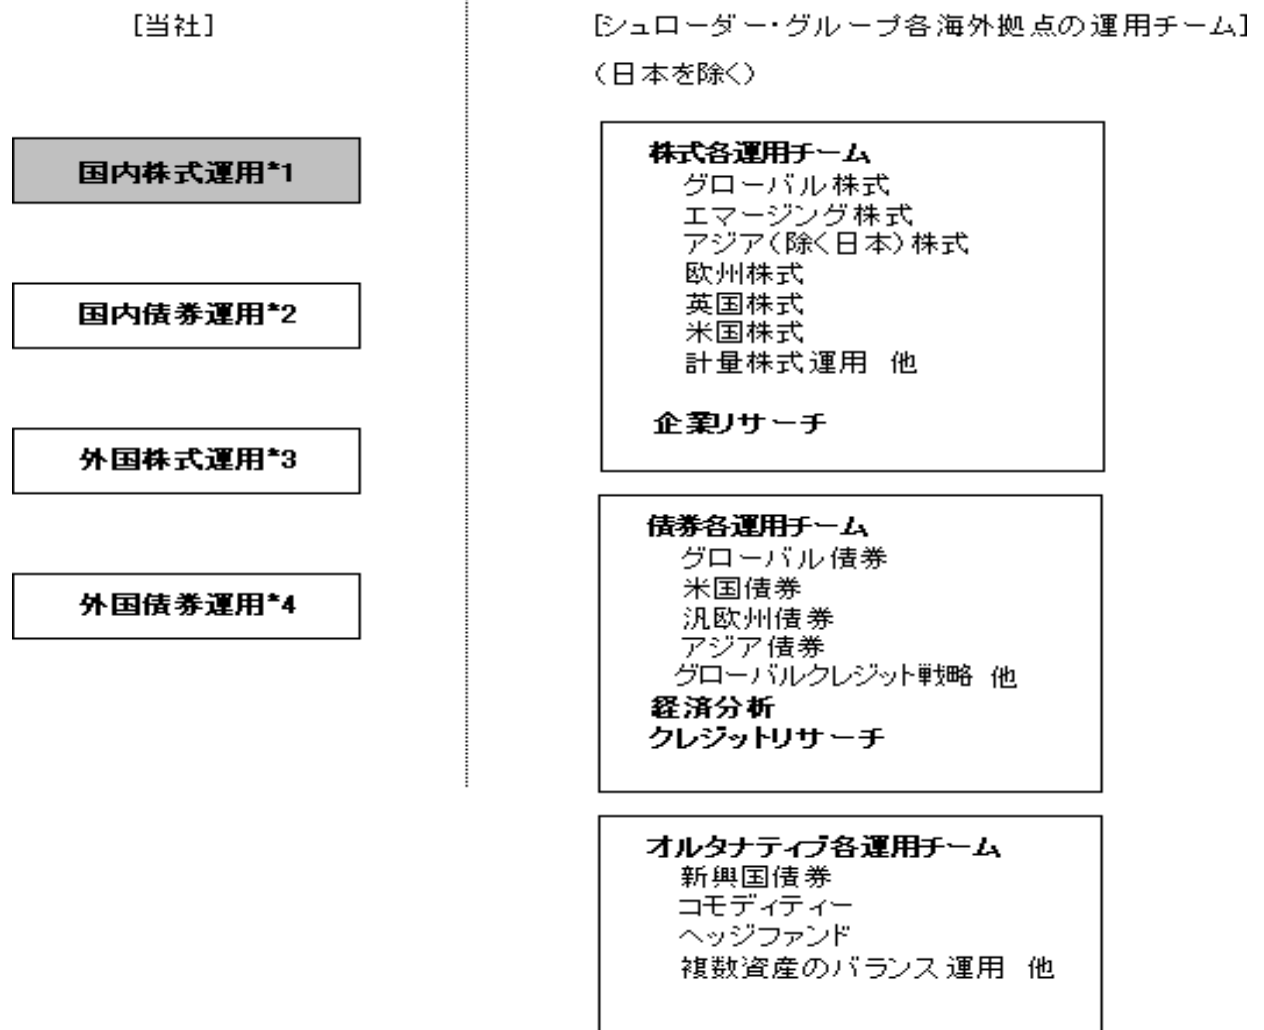 [当社]
国内株式運用*1
国内債券運用*2
外国株式運用*3
外国債券運用*4
[シュローダー・グループ各海外拠点の運用チーム]
（日本を除く）
株式各運用チーム
グローバル株式
エマージング株式
アジア（除く日本）株式
欧州株式
英国株式
米国株式
計量株式運用 他
企業リサーチ
債券各運用チーム
グローバル債券
米国債券
汎欧州債券
アジア債券
グローバルクレジット戦略 他
経済分析
クレジットリサーチ
オルタナティブ各運用チーム
新興国債券
コモディティー
ヘッジファンド
複数資産のバランス運用 他